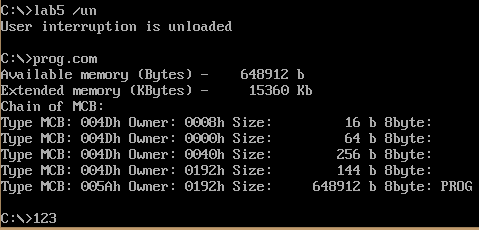 C:\>lab5 /un
User interruption is unloaded
C:\>prog.com
Available memory (Bytes) - 648912 b
Extended memory (KBytes) - 15360 Kb
Chain of MCB:
Type MCB: 004Dh Owner: 0008h Size: 16 b 8byte:
Type MCB: 004Dh Owner: 0000h Size: 64 b 8byte:
Type MCB: 004Dh Owner: 0040h Size: 256 b 8byte:
Type MCB: 004Dh Owner: 0192h Size: 144 b 8byte:
Type MCB: 005Ah Owner: 0192h Size: 648912 b 8byte: PROG
C:\>123